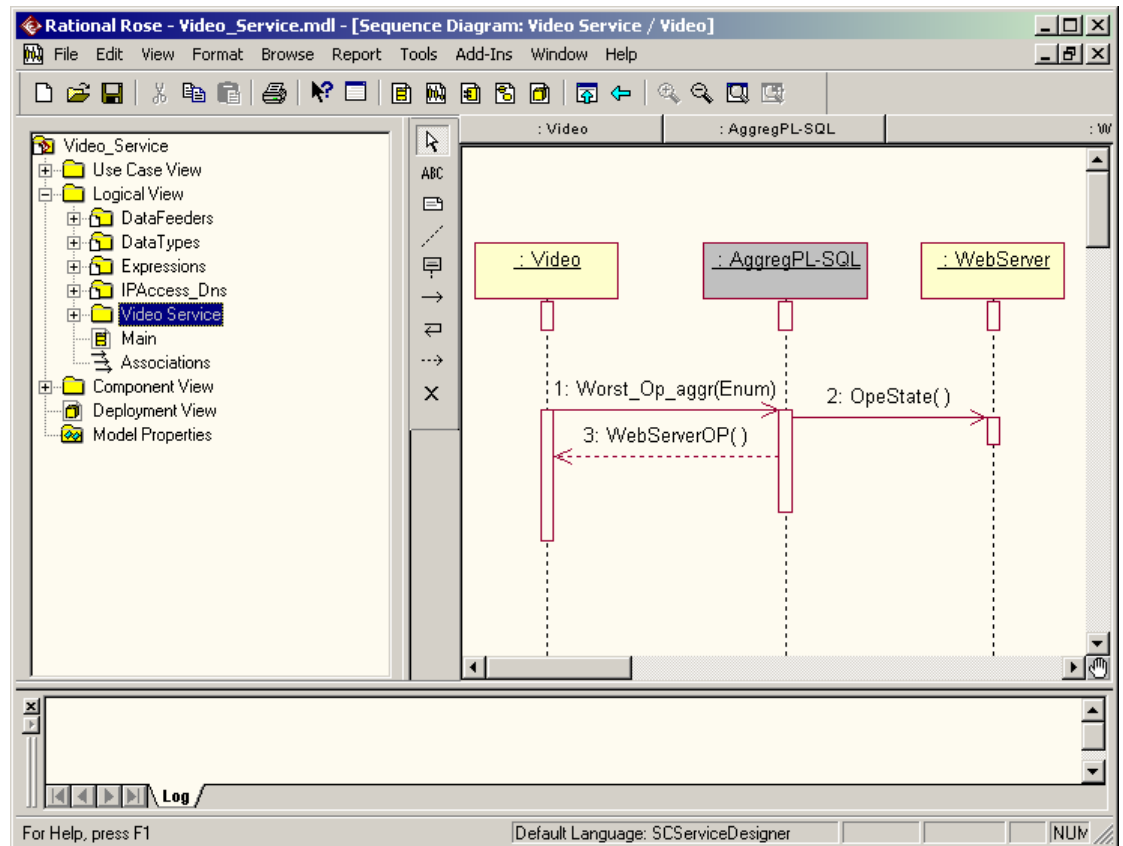 Rational Rose - Video_Service.mdl - [Sequence Diagram: Video Service / Video]
File Edit View Format Browse Report Tools Add-Ins Window Help
: Video : AggregPL-SQL : W
Video_Service
Use Case View
Logical View
DataFeeders
DataTypes
Expressions
IPAccess_Dns
Video Service
Main
Associations
Component View
Deployment View
Model Properties
ABC
: Video : AggregPL-SQL : WebServer
1: Worst_Op_aggr(Enum)
2: OpeState( )
3: WebServerOP( )
Log
For Help, press F1 Default Language: SCServiceDesigner NUM